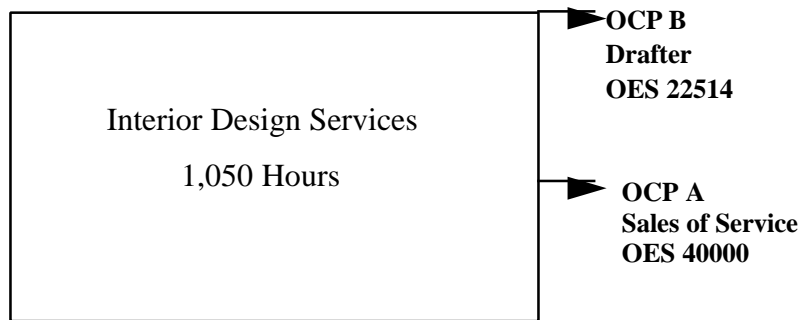 OCP B
Drafter
OES 22514
Interior Design Services
1,050 Hours
OCP A
Sales of Service
OES 40000